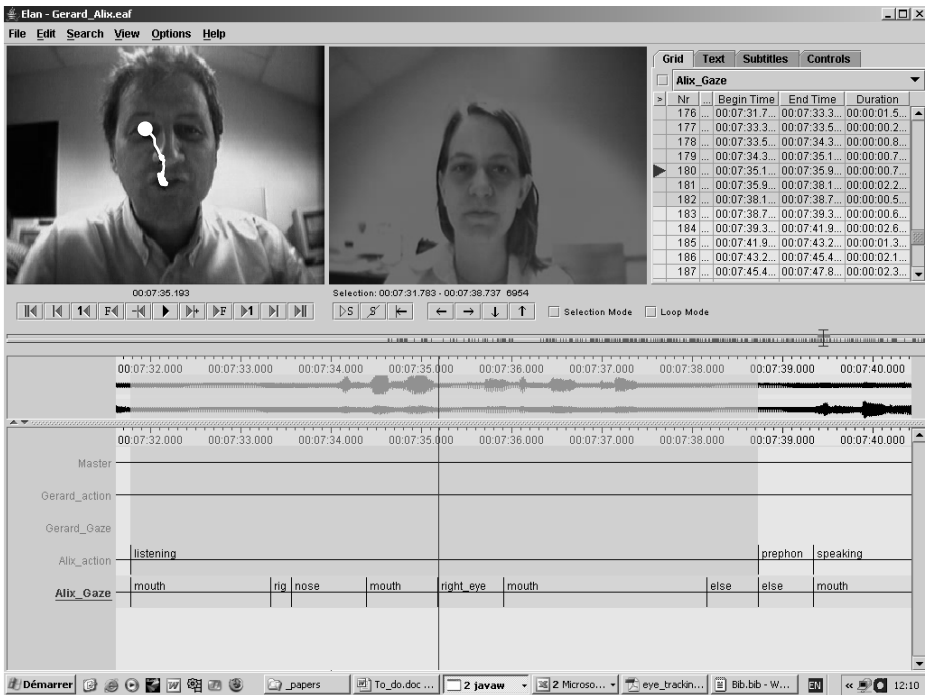 Elan - Gerard_Alix.eaf
File Edit Search View Options Help
Grid Text Subtitles Controls
Alix_Gaze
> Nr ... Begin Time End Time Duration
176 ... 00:07:31.7... 00:07:33.3... 00:00:01.5...
177 ... 00:07:33.3... 00:07:33.5... 00:00:00.2...
178 ... 00:07:33.5... 00:07:34.3... 00:00:00.8...
179 ... 00:07:34.3... 00:07:35.1... 00:00:00.7...
180 ... 00:07:35.1... 00:07:35.9... 00:00:00.7...
181 ... 00:07:35.9... 00:07:38.1... 00:00:02.2...
182 ... 00:07:38.1... 00:07:38.7... 00:00:00.5...
183 ... 00:07:38.7... 00:07:39.3... 00:00:00.6...
184 ... 00:07:39.3... 00:07:41.9... 00:00:02.6...
185 ... 00:07:41.9... 00:07:43.2... 00:00:01.3...
186 ... 00:07:43.2... 00:07:45.4... 00:00:02.1...
187 ... 00:07:45.4... 00:07:47.8... 00:00:02.3...
00:07:35.193 Selection: 00:07:31.783 - 00:07:38.737 6954
1 F F 1 S S Selection Mode Loop Mode
00:07:32.000 00:07:33.000 00:07:34.000 00:07:35.000 00:07:36.000 00:07:37.000 00:07:38.000 00:07:39.000 00:07:40.000
00:07:32.000 00:07:33.000 00:07:34.000 00:07:35.000 00:07:36.000 00:07:37.000 00:07:38.000 00:07:39.000 00:07:40.000
Master
Gerard_action
Gerard_Gaze
Alix_action listening prephon speaking
Alix_Gaze mouth rig nose mouth right_eye mouth else else mouth
Démarrer _papers To_do.doc ... 2 javaw 2 Microso... eye_trackin... Bib.bib - W... EN « 12:10